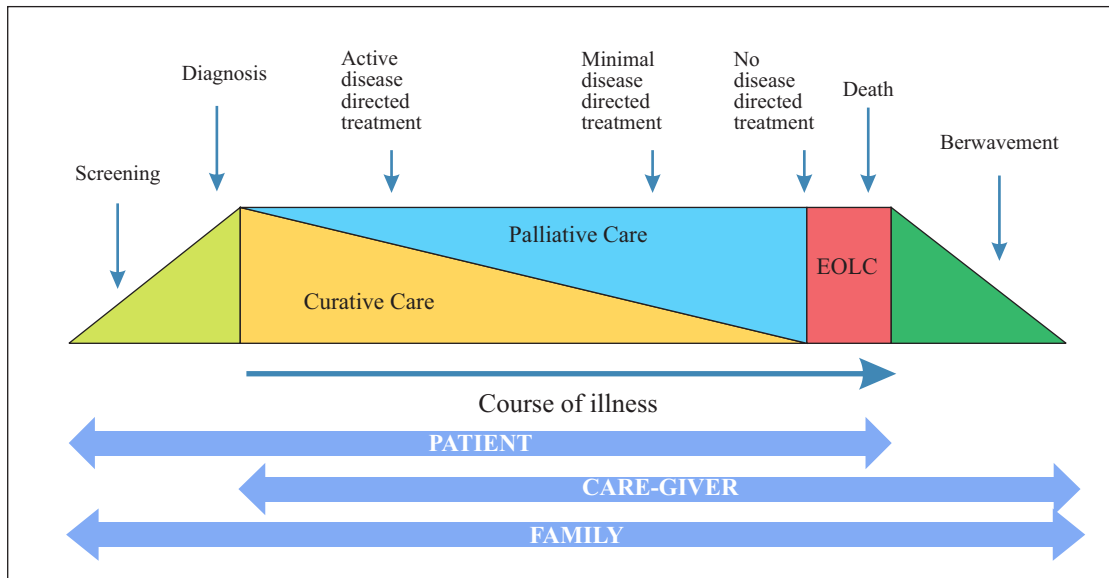 Screening
Diagnosis
Active
disease
directed
treatment
Minimal
disease
directed
treatment
No
disease
directed
treatment
Death
Berwavement
Palliative Care
Curative Care
EOLC
Course of illness
PATIENT
CARE-GIVER
FAMILY